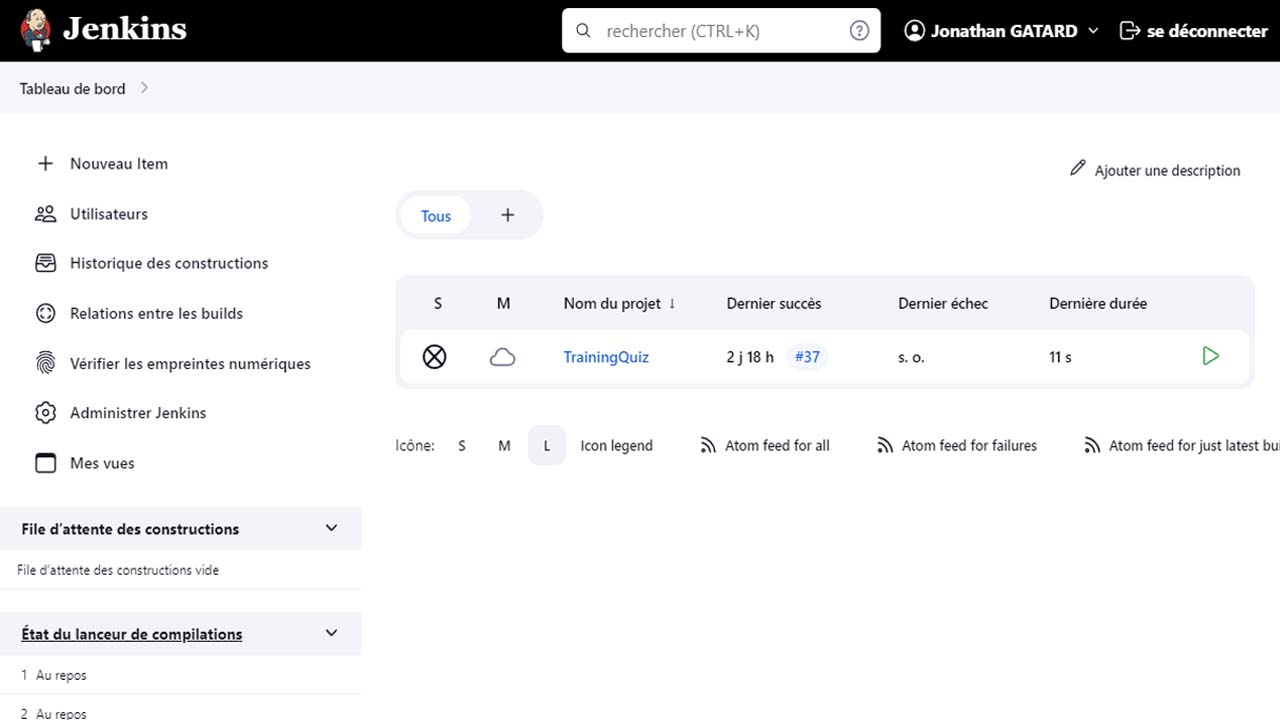 Jenkins
rechercher (CTRL+K)
Jonathan GATARD
se déconnecter
Tableau de bord
Nouveau Item
Utilisateurs
Historique des constructions
Relations entre les builds
Vérifier les empreintes numériques
Administrer Jenkins
Mes vues
File d’attente des constructions
File d’attente des constructions vide
État du lanceur de compilations
1 Au repos
2 Au repos
Ajouter une description
Tous +
S M Nom du projet ↓ Dernier succès Dernier échec Dernière durée
TrainingQuiz 2 j 18 h #37 s. o. 11 s
Icône: S M L Icon legend Atom feed for all Atom feed for failures Atom feed for just latest bui